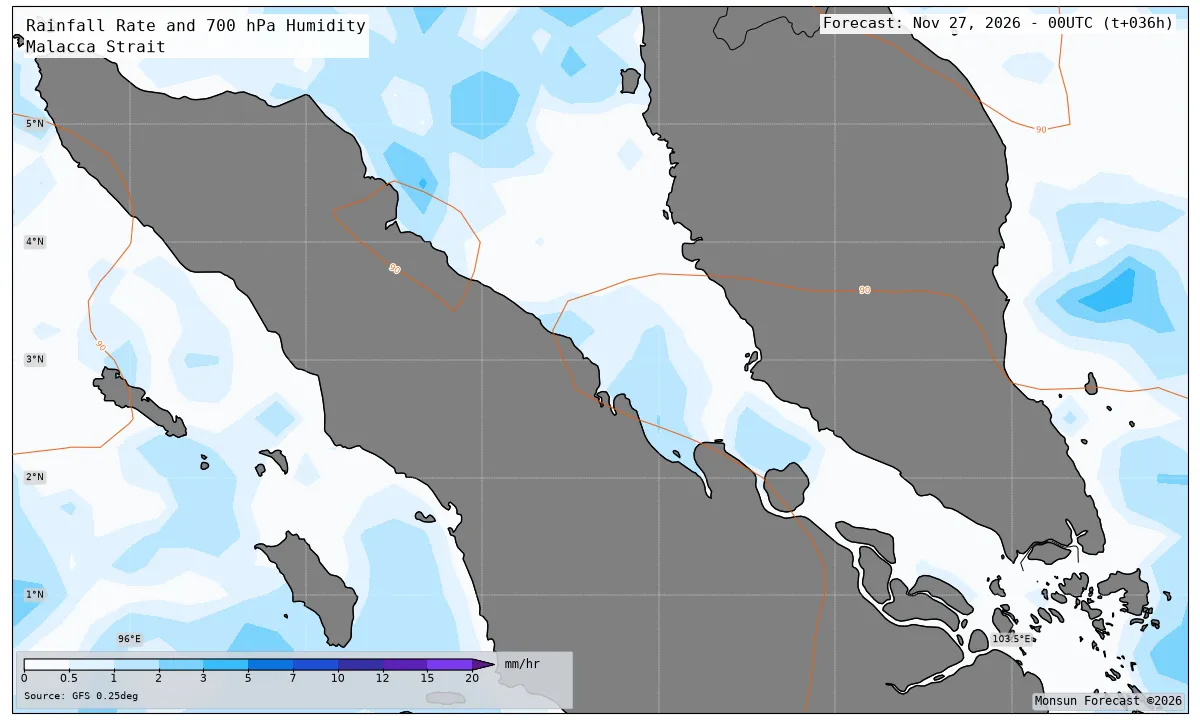 Rainfall Rate and 700 hPa Humidity
Malacca Strait
Forecast: Nov 27, 2026 - 00UTC (t+036h)
90
5°N
4°N
90
90
90
3°N
2°N
1°N
96°E
103.5°E
mm/hr
0 0.5 1 2 3 5 7 10 12 15 20
Source: GFS 0.25deg
Monsun Forecast ©2026